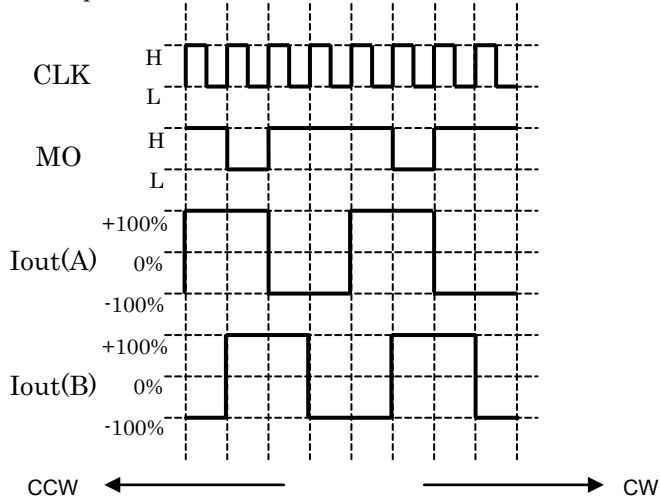 CLK
H
L
MO
H
L
Iout(A)
+100%
0%
-100%
Iout(B)
+100%
0%
-100%
CCW
CW